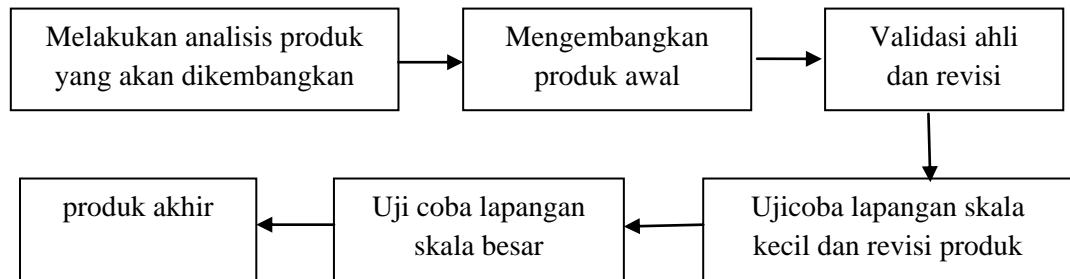 Melakukan analisis produk
yang akan dikembangkan
Mengembangkan
produk awal
Validasi ahli
dan revisi
Ujicoba lapangan skala
kecil dan revisi produk
Uji coba lapangan
skala besar
produk akhir